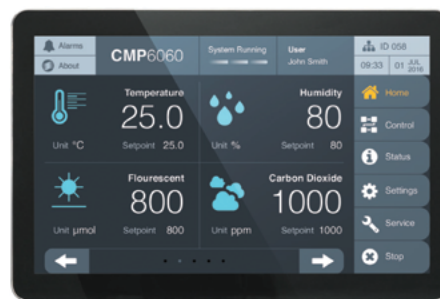 Alarms
About
CMP6060
System Running
User
John Smith
ID 058
09:33
01 JUL 2016
Temperature
25.0
Unit °C
Setpoint 25.0
Humidity
80
Unit %
Setpoint 80
Flourescent
800
Unit µmol
Setpoint 800
Carbon Dioxide
1000
Unit ppm
Setpoint 1000
Home
Control
Status
Settings
Service
Stop